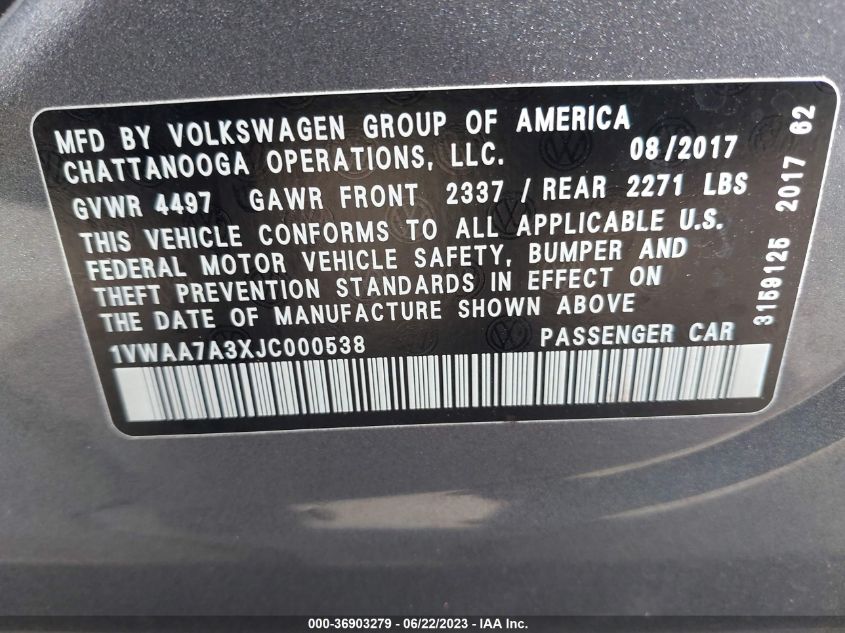 MFD BY VOLKSWAGEN GROUP OF AMERICA
CHATTANOOGA OPERATIONS, LLC. 08/2017
GVWR 4497 GAWR FRONT 2337 / REAR 2271 LBS
THIS VEHICLE CONFORMS TO ALL APPLICABLE U.S.
FEDERAL MOTOR VEHICLE SAFETY, BUMPER AND
THEFT PREVENTION STANDARDS IN EFFECT ON
THE DATE OF MANUFACTURE SHOWN ABOVE
1VWAA7A3XJC000538 PASSENGER CAR
3159125 2017 62
000-36903279 - 06/22/2023 - IAA Inc.